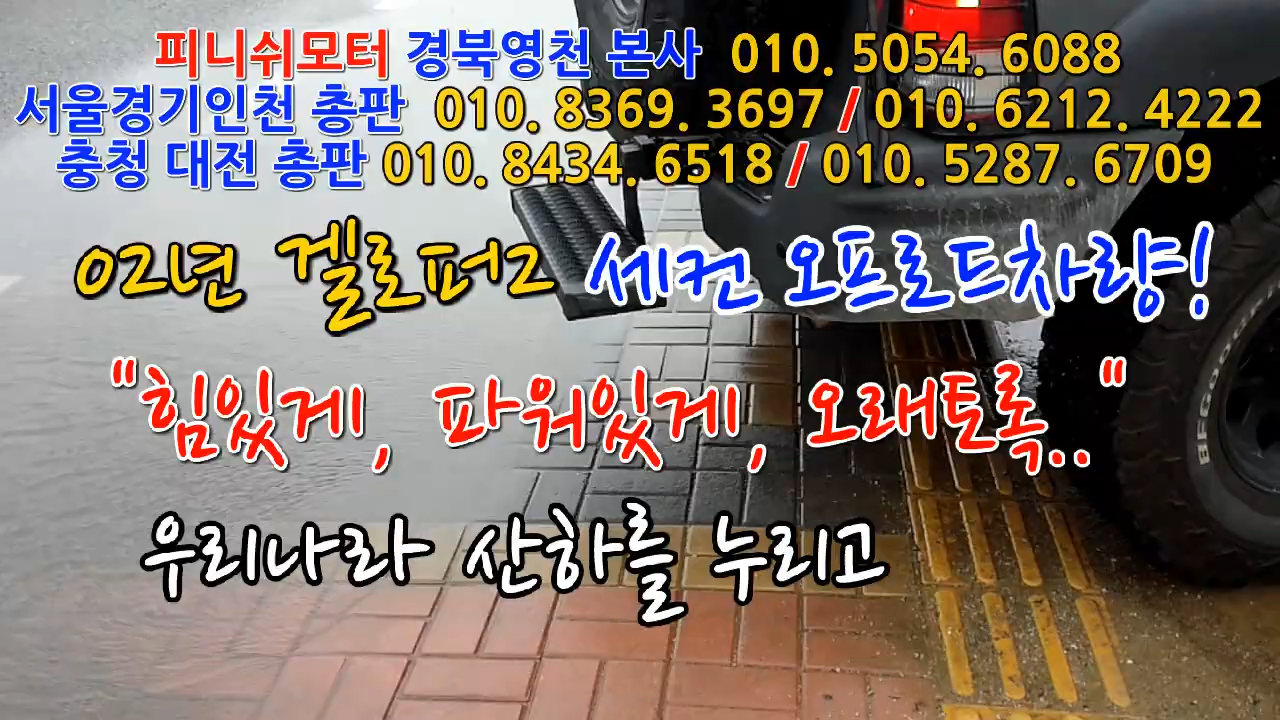 피니쉬모터 경북영천 본사 010. 5054. 6088
서울경기인천 총판 010. 8369. 3697 / 010. 6212. 4222
충청 대전 총판 010. 8434. 6518 / 010. 5287. 6709
02년 겔로퍼2 세컨 오프로드차량!
"힘있게, 파워있게, 오래토록.."
우리나라 산하를 누리고
BFGOODR